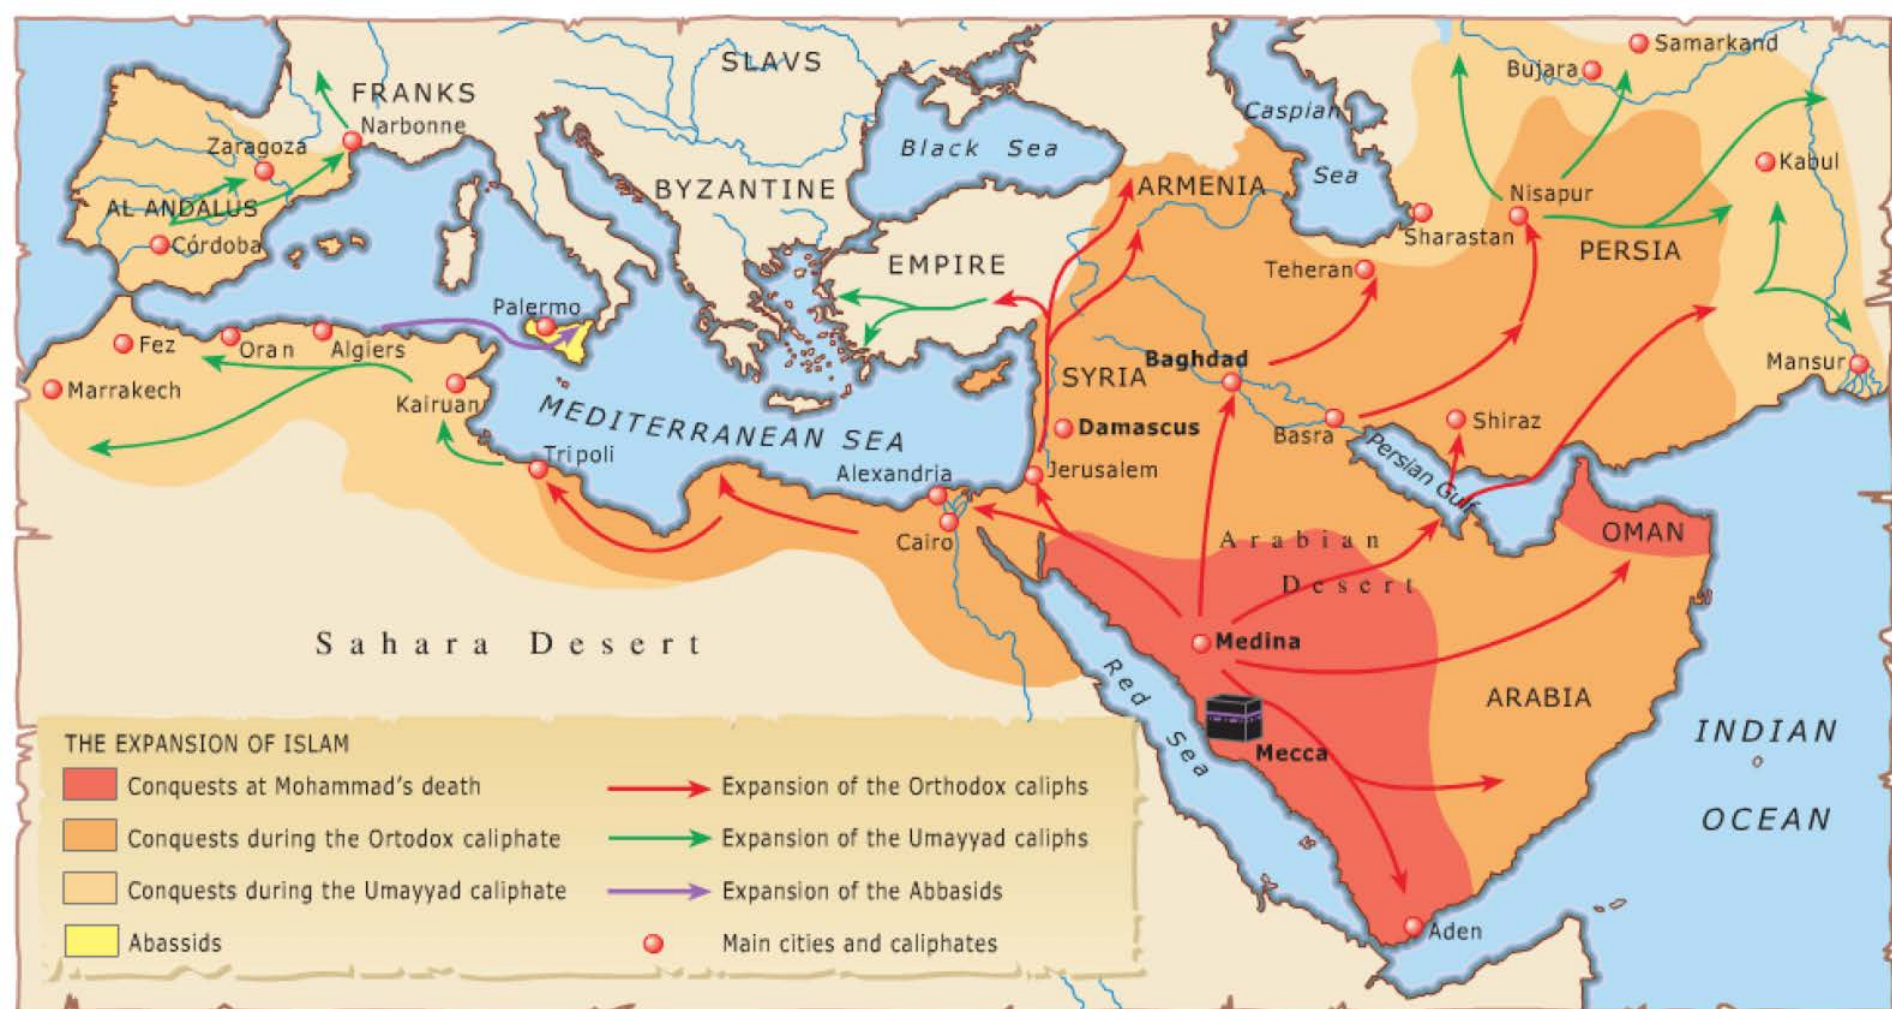 SLAVS
Samarkand
Bujara
FRANKS
Narbonne
Caspian
Sea
Black Sea
Zaragoza
Kabul
ARMENIA
BYZANTINE
Nisapur
AL ANDALUS
Córdoba
Sharastan
PERSIA
EMPIRE
Teheran
Palermo
Fez
Oran
Algiers
Baghdad
Mansur
SYRIA
Marrakech
Kairuan
MEDITERRANEAN SEA
Damascus
Basra
Shiraz
Persian Gulf
Tripoli
Alexandria
Jerusalem
Cairo
Arabian
Desert
OMAN
Sahara Desert
Medina
Red Sea
ARABIA
Mecca
INDIAN
OCEAN
Aden
THE EXPANSION OF ISLAM
Conquests at Mohammad's death
Conquests during the Ortodox caliphate
Conquests during the Umayyad caliphate
Abassids
Expansion of the Orthodox caliphs
Expansion of the Umayyad caliphs
Expansion of the Abbasids
Main cities and caliphates